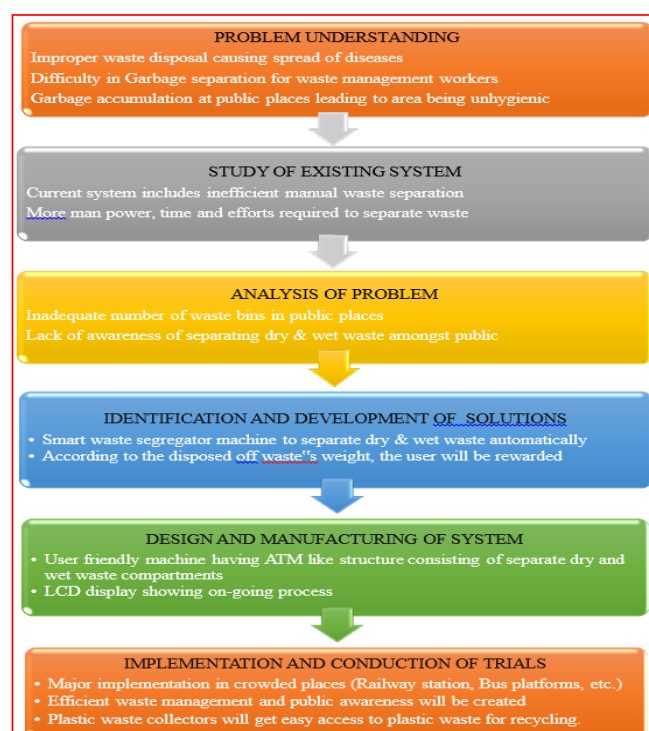 PROBLEM UNDERSTANDING
Improper waste disposal causing spread of diseases
Difficulty in Garbage separation for waste management workers
Garbage accumulation at public places leading to area being unhygienic
STUDY OF EXISTING SYSTEM
Current system includes inefficient manual waste separation
More man power, time and efforts required to separate waste
ANALYSIS OF PROBLEM
Inadequate number of waste bins in public places
Lack of awareness of separating dry & wet waste amongst public
IDENTIFICATION AND DEVELOPMENT OF SOLUTIONS
• Smart waste segregator machine to separate dry & wet waste automatically
• According to the disposed off waste‟s weight, the user will be rewarded
DESIGN AND MANUFACTURING OF SYSTEM
• User friendly machine having ATM like structure consisting of separate dry and
wet waste compartments
• LCD display showing on-going process
IMPLEMENTATION AND CONDUCTION OF TRIALS
• Major implementation in crowded places (Railway station, Bus platforms, etc.)
• Efficient waste management and public awareness will be created
• Plastic waste collectors will get easy access to plastic waste for recycling.